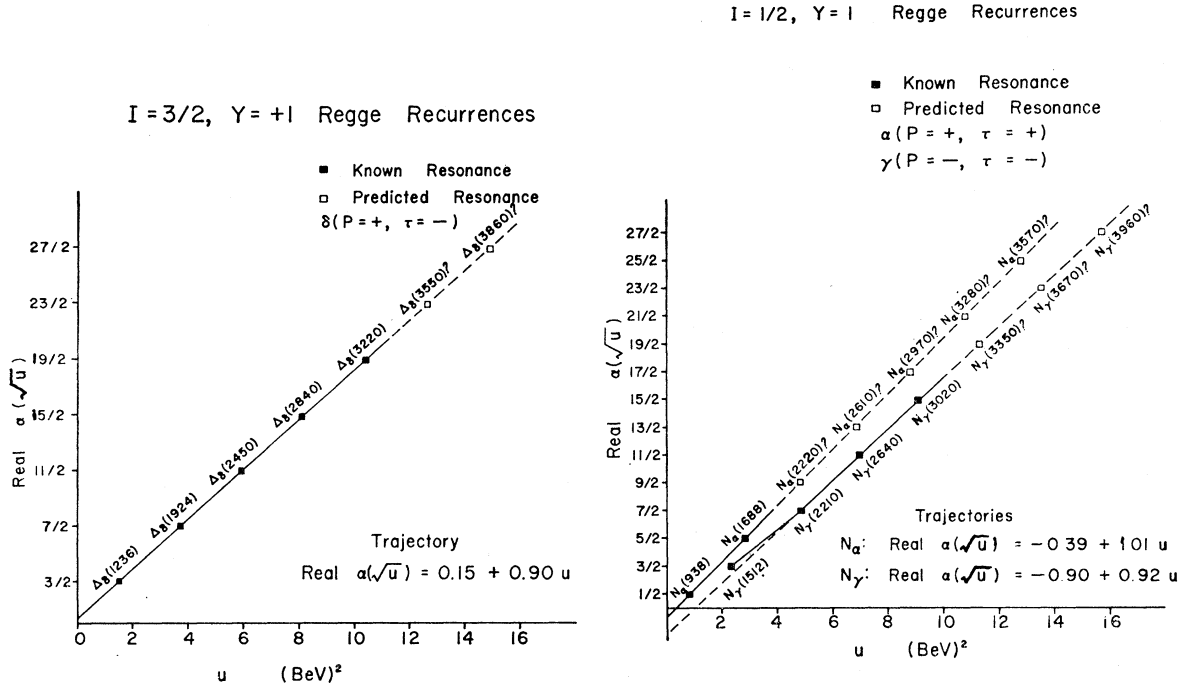 I = 3/2, Y = +1 Regge Recurrences
■ Known Resonance
□ Predicted Resonance
δ(P = +, τ = −)
27/2
23/2
19/2
15/2
11/2
7/2
3/2
Real α(√u)
Δδ(1236)
Δδ(1924)
Δδ(2450)
Δδ(2840)
Δδ(3220)
Δδ(3550)?
Δδ(3860)?
Trajectory
Real α(√u) = 0.15 + 0.90 u
0 2 4 6 8 10 12 14 16
u (BeV)²
I = 1/2, Y = 1 Regge Recurrences
■ Known Resonance
□ Predicted Resonance
α(P = +, τ = +)
γ(P = −, τ = −)
27/2
25/2
23/2
21/2
19/2
17/2
15/2
13/2
11/2
9/2
7/2
5/2
3/2
1/2
Real α(√u)
Nα(938)
Nα(1688)
Nα(2220)?
Nα(2610)?
Nα(2970)?
Nα(3280)?
Nα(3570)?
Nγ(1512)
Nγ(2210)
Nγ(2640)
Nγ(3020)
Nγ(3350)?
Nγ(3670)?
Nγ(3960)?
Trajectories
Nα: Real α(√u) = −0.39 + 1.01 u
Nγ: Real α(√u) = −0.90 + 0.92 u
2 4 6 8 10 12 14 16
u (BeV)²